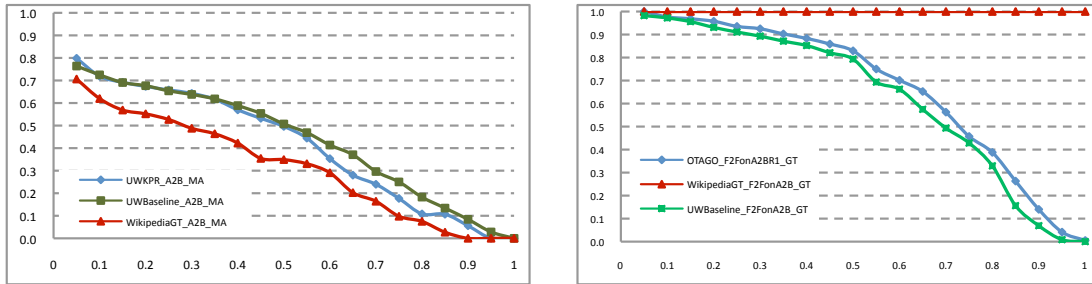 1.0
0.9
0.8
0.7
0.6
0.5
0.4
0.3
0.2
0.1
0.0
UWKPR_A2B_MA
UWBaseline_A2B_MA
WikipediaGT_A2B_MA
0 0.1 0.2 0.3 0.4 0.5 0.6 0.7 0.8 0.9 1
1.0
0.9
0.8
0.7
0.6
0.5
0.4
0.3
0.2
0.1
0.0
OTAGO_F2FonA2BR1_GT
WikipediaGT_F2FonA2B_GT
UWBaseline_F2FonA2B_GT
0 0.1 0.2 0.3 0.4 0.5 0.6 0.7 0.8 0.9 1